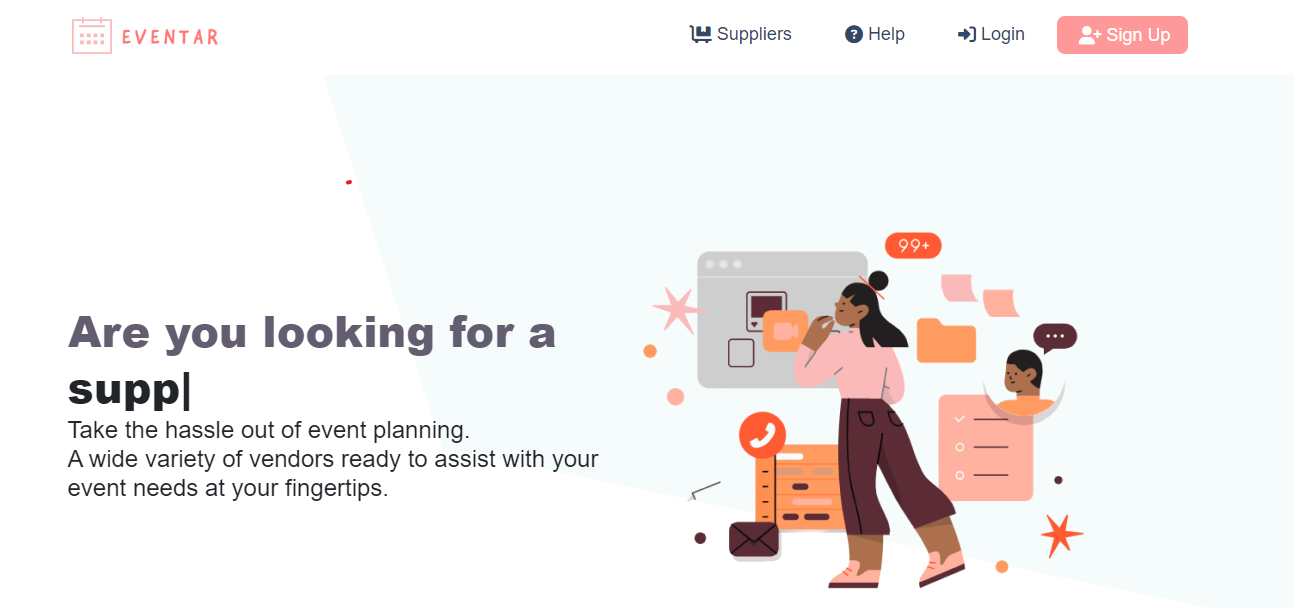 EVENTAR
Suppliers
Help
Login
Sign Up
99+
Are you looking for a
supp|
Take the hassle out of event planning.
A wide variety of vendors ready to assist with your
event needs at your fingertips.